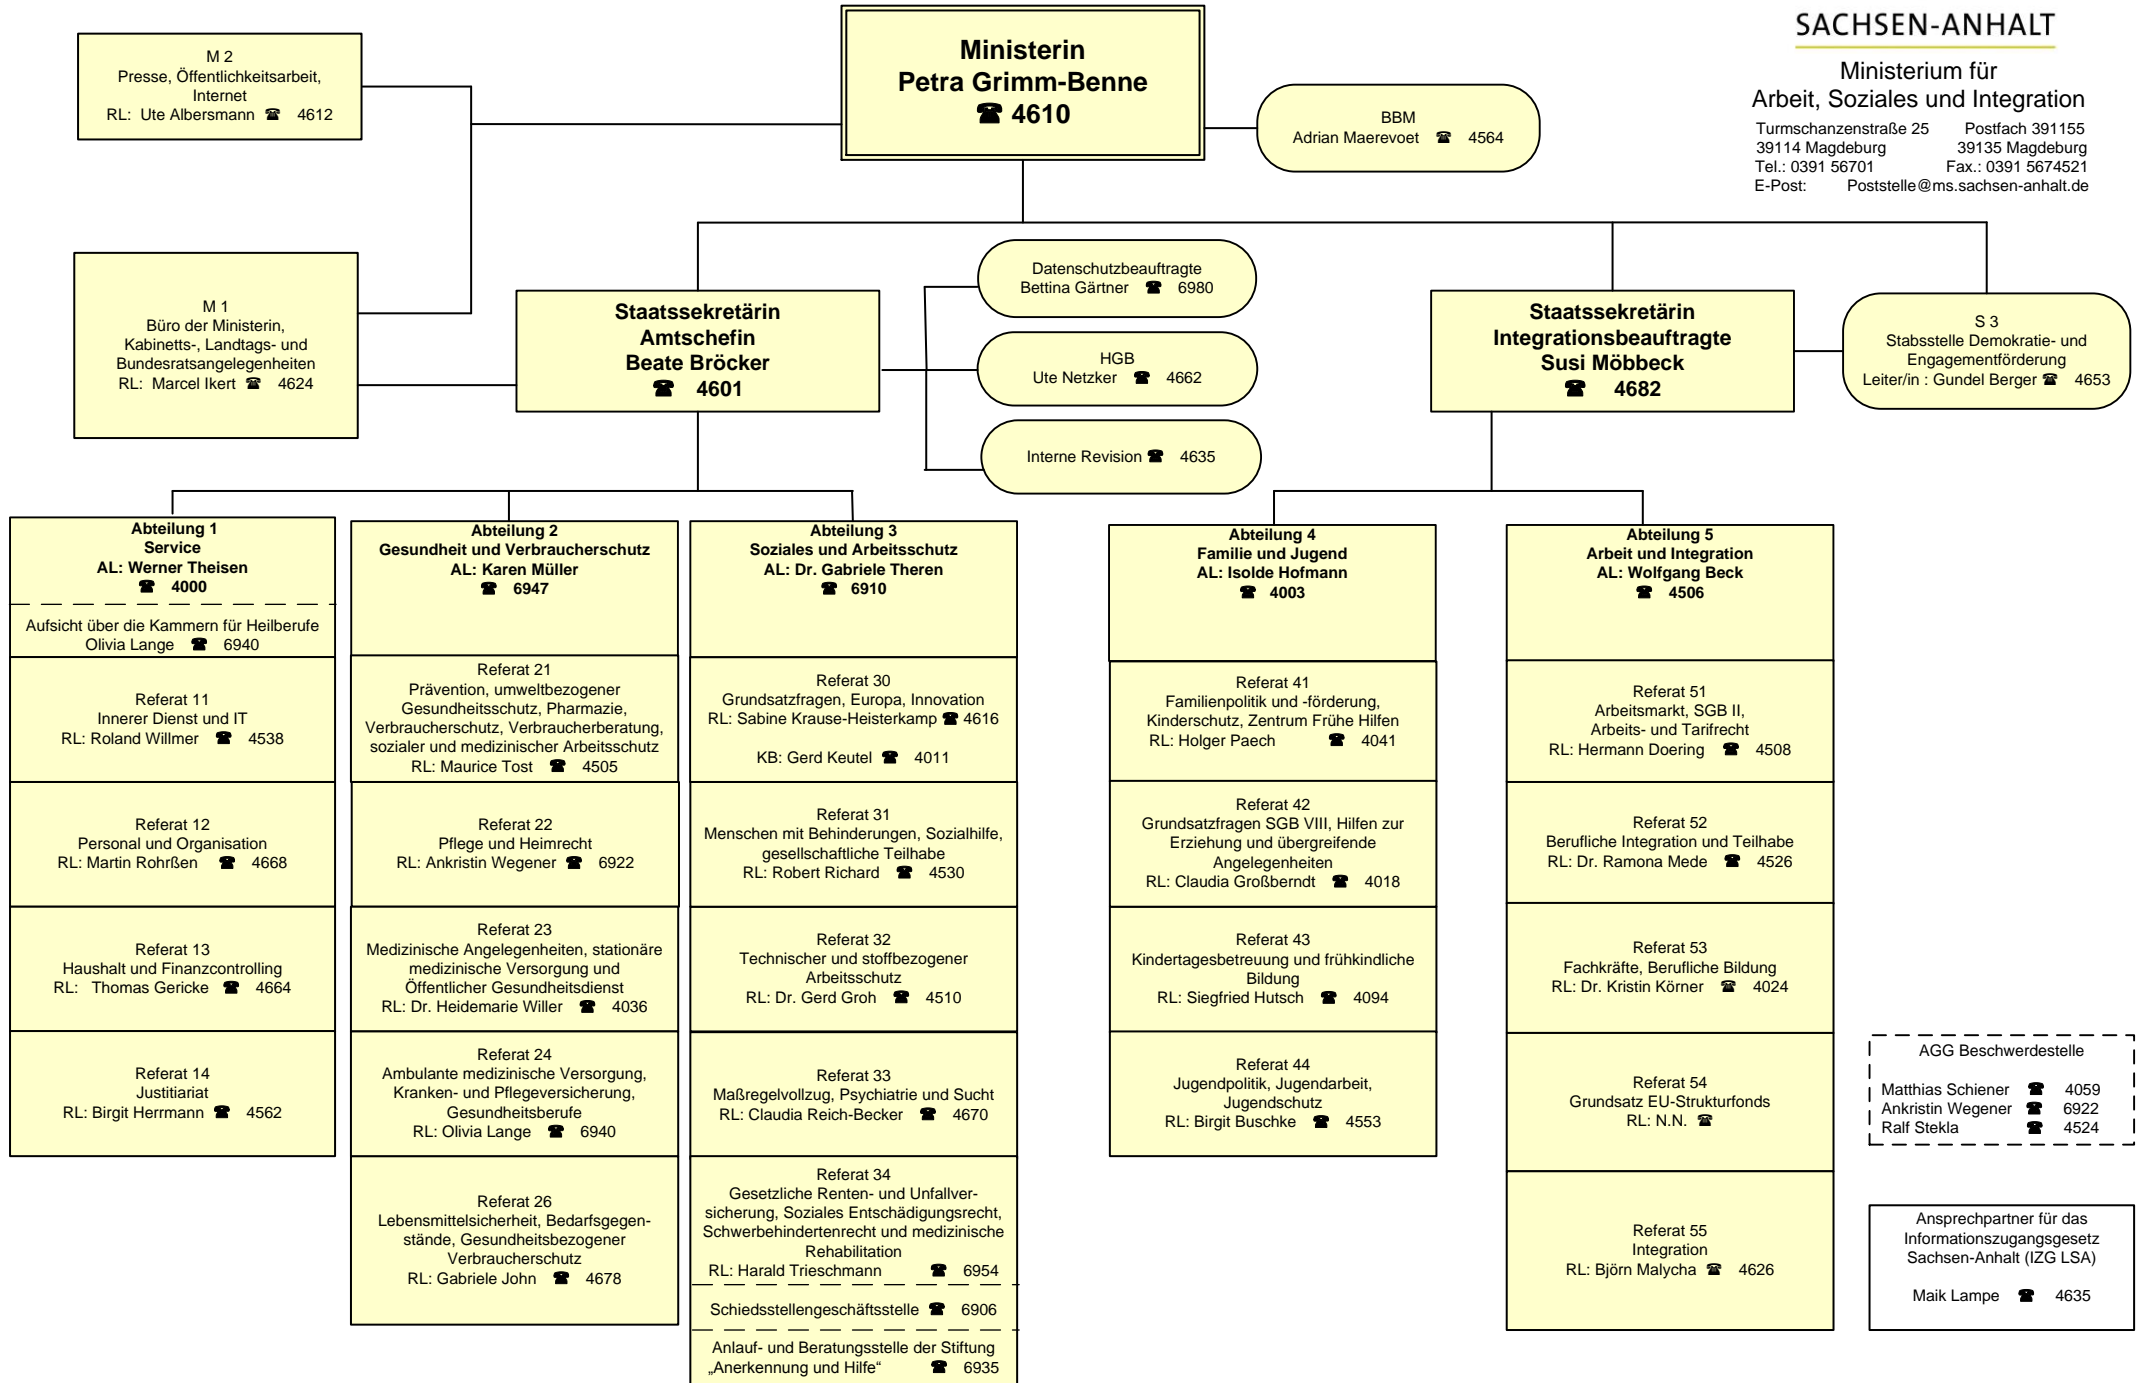 SACHSEN-ANHALT
Ministerium für
Arbeit, Soziales und Integration
Turmschanzenstraße 25 Postfach 391155
39114 Magdeburg 39135 Magdeburg
Tel.: 0391 56701 Fax.: 0391 5674521
E-Post: Poststelle@ms.sachsen-anhalt.de
Ministerin
Petra Grimm-Benne
☎ 4610
M 2
Presse, Öffentlichkeitsarbeit,
Internet
RL: Ute Albersmann ☎ 4612
BBM
Adrian Maerevoet ☎ 4564
M 1
Büro der Ministerin,
Kabinetts-, Landtags- und
Bundesratsangelegenheiten
RL: Marcel Ikert ☎ 4624
Staatssekretärin
Amtschefin
Beate Bröcker
☎ 4601
Datenschutzbeauftragte
Bettina Gärtner ☎ 6980
HGB
Ute Netzker ☎ 4662
Interne Revision ☎ 4635
Staatssekretärin
Integrationsbeauftragte
Susi Möbbeck
☎ 4682
S 3
Stabsstelle Demokratie- und
Engagementförderung
Leiter/in : Gundel Berger ☎ 4653
Abteilung 1
Service
AL: Werner Theisen
☎ 4000
Aufsicht über die Kammern für Heilberufe
Olivia Lange ☎ 6940
Referat 11
Innerer Dienst und IT
RL: Roland Willmer ☎ 4538
Referat 12
Personal und Organisation
RL: Martin Rohrßen ☎ 4668
Referat 13
Haushalt und Finanzcontrolling
RL: Thomas Gericke ☎ 4664
Referat 14
Justitiariat
RL: Birgit Herrmann ☎ 4562
Abteilung 2
Gesundheit und Verbraucherschutz
AL: Karen Müller
☎ 6947
Referat 21
Prävention, umweltbezogener
Gesundheitsschutz, Pharmazie,
Verbraucherschutz, Verbraucherberatung,
sozialer und medizinischer Arbeitsschutz
RL: Maurice Tost ☎ 4505
Referat 22
Pflege und Heimrecht
RL: Ankristin Wegener ☎ 6922
Referat 23
Medizinische Angelegenheiten, stationäre
medizinische Versorgung und
Öffentlicher Gesundheitsdienst
RL: Dr. Heidemarie Willer ☎ 4036
Referat 24
Ambulante medizinische Versorgung,
Kranken- und Pflegeversicherung,
Gesundheitsberufe
RL: Olivia Lange ☎ 6940
Referat 26
Lebensmittelsicherheit, Bedarfsgegen-
stände, Gesundheitsbezogener
Verbraucherschutz
RL: Gabriele John ☎ 4678
Abteilung 3
Soziales und Arbeitsschutz
AL: Dr. Gabriele Theren
☎ 6910
Referat 30
Grundsatzfragen, Europa, Innovation
RL: Sabine Krause-Heisterkamp ☎ 4616
KB: Gerd Keutel ☎ 4011
Referat 31
Menschen mit Behinderungen, Sozialhilfe,
gesellschaftliche Teilhabe
RL: Robert Richard ☎ 4530
Referat 32
Technischer und stoffbezogener
Arbeitsschutz
RL: Dr. Gerd Groh ☎ 4510
Referat 33
Maßregelvollzug, Psychiatrie und Sucht
RL: Claudia Reich-Becker ☎ 4670
Referat 34
Gesetzliche Renten- und Unfallver-
sicherung, Soziales Entschädigungsrecht,
Schwerbehindertenrecht und medizinische
Rehabilitation
RL: Harald Trieschmann ☎ 6954
Schiedsstellengeschäftsstelle ☎ 6906
Anlauf- und Beratungsstelle der Stiftung
„Anerkennung und Hilfe“ ☎ 6935
Abteilung 4
Familie und Jugend
AL: Isolde Hofmann
☎ 4003
Referat 41
Familienpolitik und -förderung,
Kinderschutz, Zentrum Frühe Hilfen
RL: Holger Paech ☎ 4041
Referat 42
Grundsatzfragen SGB VIII, Hilfen zur
Erziehung und übergreifende
Angelegenheiten
RL: Claudia Großberndt ☎ 4018
Referat 43
Kindertagesbetreuung und frühkindliche
Bildung
RL: Siegfried Hutsch ☎ 4094
Referat 44
Jugendpolitik, Jugendarbeit,
Jugendschutz
RL: Birgit Buschke ☎ 4553
Abteilung 5
Arbeit und Integration
AL: Wolfgang Beck
☎ 4506
Referat 51
Arbeitsmarkt, SGB II,
Arbeits- und Tarifrecht
RL: Hermann Doering ☎ 4508
Referat 52
Berufliche Integration und Teilhabe
RL: Dr. Ramona Mede ☎ 4526
Referat 53
Fachkräfte, Berufliche Bildung
RL: Dr. Kristin Körner ☎ 4024
Referat 54
Grundsatz EU-Strukturfonds
RL: N.N. ☎
Referat 55
Integration
RL: Björn Malycha ☎ 4626
AGG Beschwerdestelle
Matthias Schiener ☎ 4059
Ankristin Wegener ☎ 6922
Ralf Stekla ☎ 4524
Ansprechpartner für das
Informationszugangsgesetz
Sachsen-Anhalt (IZG LSA)
Maik Lampe ☎ 4635